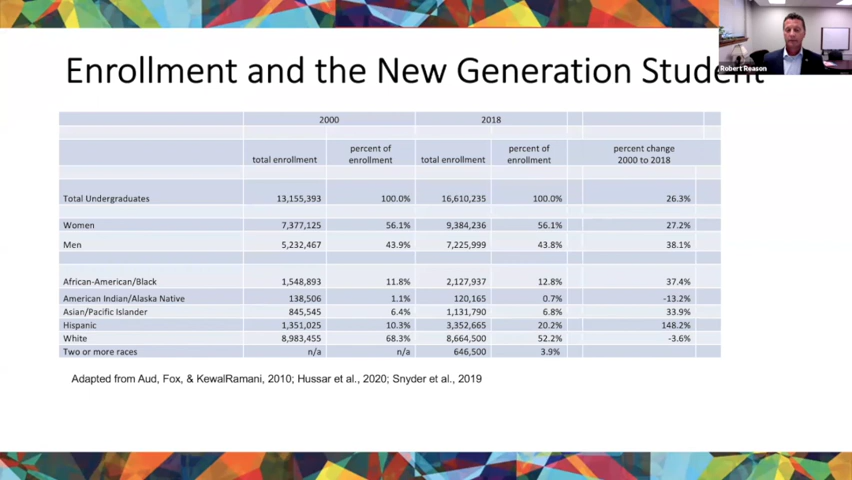 Robert Reason
Enrollment and the New Generation Student
2000 2018
total enrollment percent of enrollment total enrollment percent of enrollment percent change 2000 to 2018
Total Undergraduates 13,155,393 100.0% 16,610,235 100.0% 26.3%
Women 7,377,125 56.1% 9,384,236 56.1% 27.2%
Men 5,232,467 43.9% 7,225,999 43.8% 38.1%
African-American/Black 1,548,893 11.8% 2,127,937 12.8% 37.4%
American Indian/Alaska Native 138,506 1.1% 120,165 0.7% -13.2%
Asian/Pacific Islander 845,545 6.4% 1,131,790 6.8% 33.9%
Hispanic 1,351,025 10.3% 3,352,665 20.2% 148.2%
White 8,983,455 68.3% 8,664,500 52.2% -3.6%
Two or more races n/a n/a 646,500 3.9%
Adapted from Aud, Fox, & KewalRamani, 2010; Hussar et al., 2020; Snyder et al., 2019